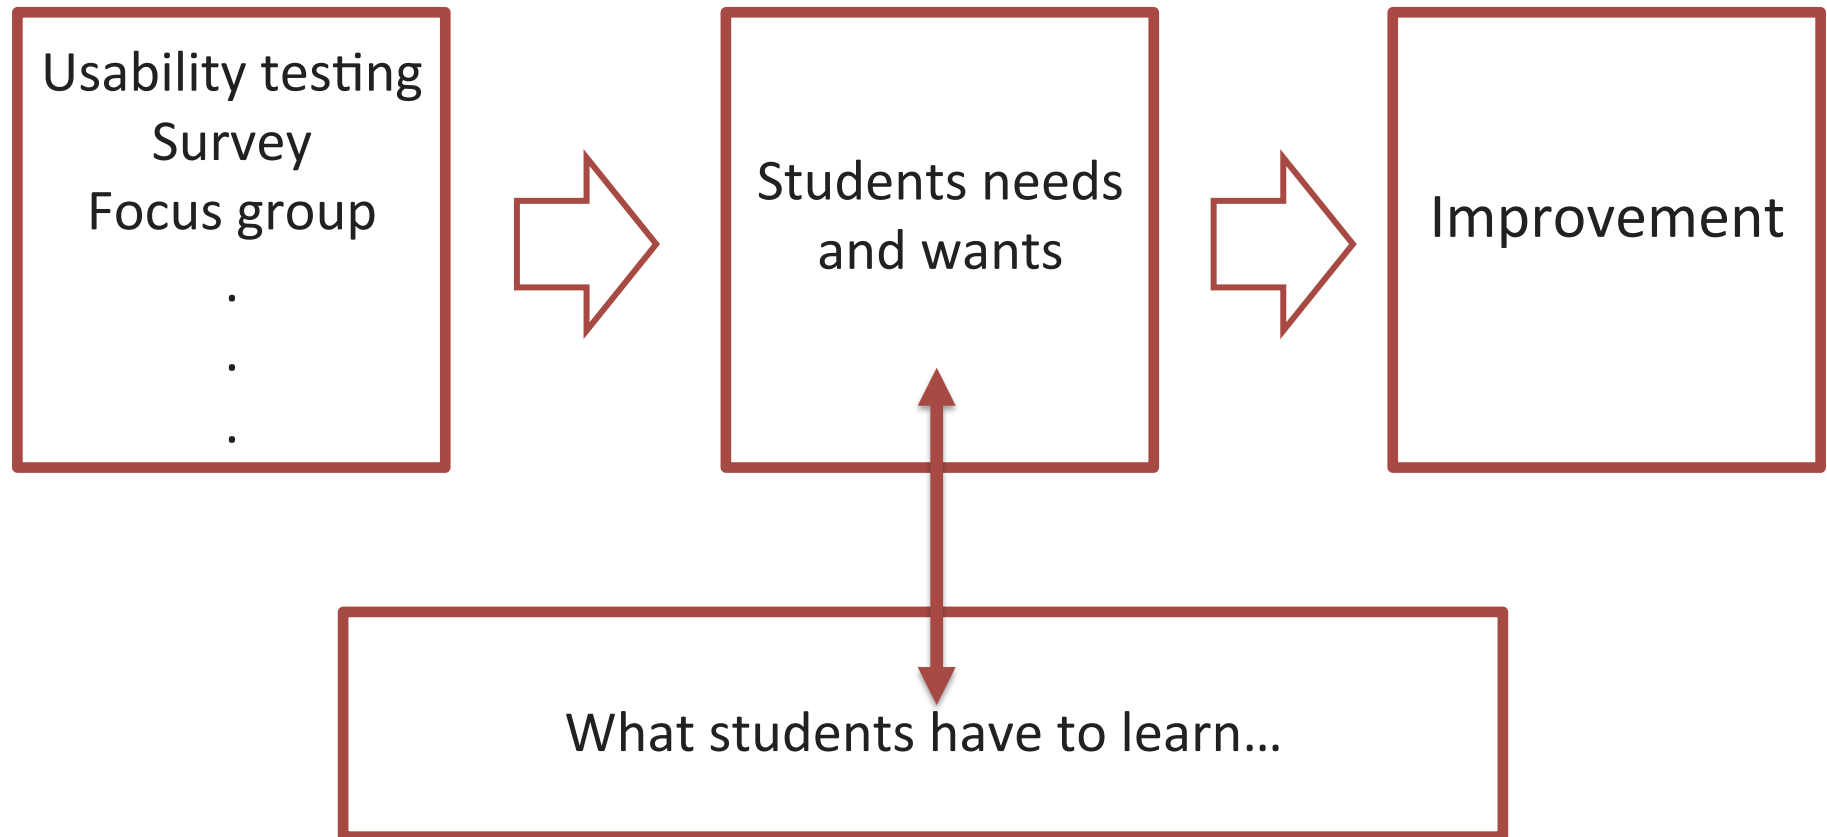 Usability testing
Survey
Focus group
.
.
.
Students needs
and wants
Improvement
What students have to learn…